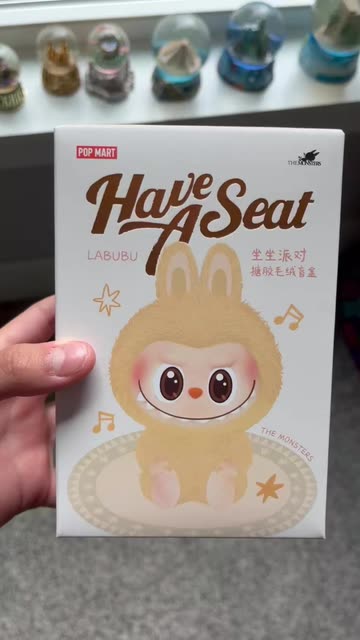 POP MART
THE MONSTERS
Have
A Seat
LABUBU
坐坐派对
搪胶毛绒盲盒
THE MONSTERS